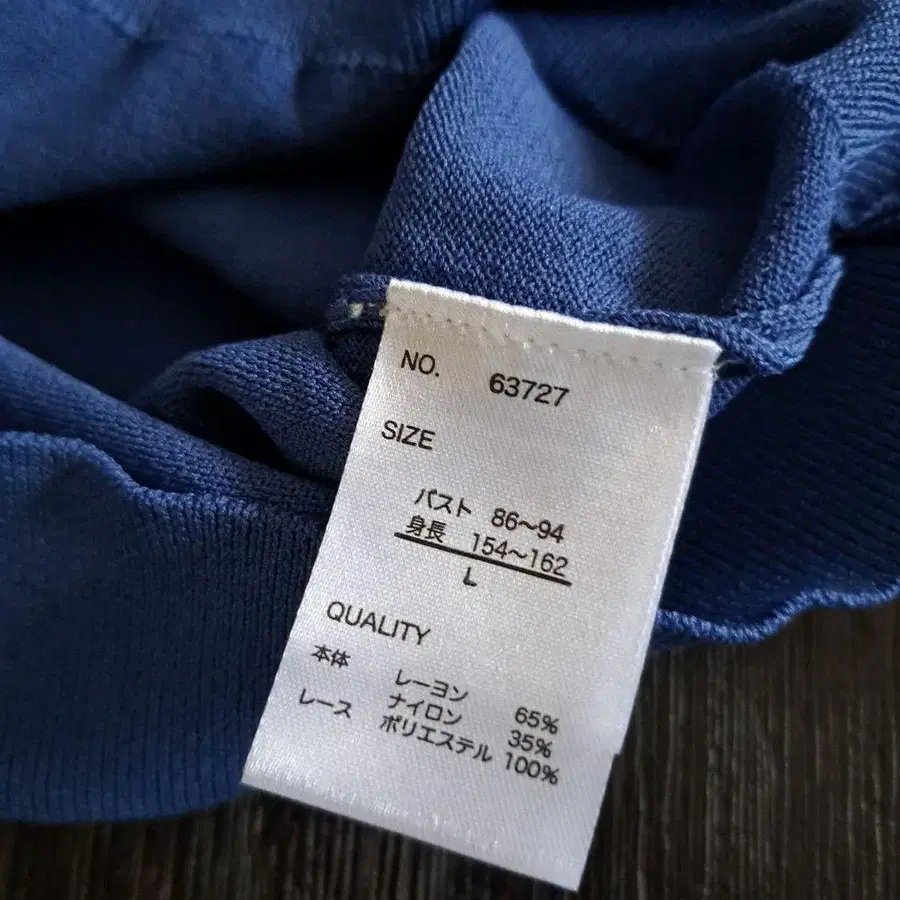 NO. 63727
SIZE
バスト 86〜94
身長 154〜162
L
QUALITY
本体 レーヨン 65%
ナイロン 35%
レース ポリエステル 100%